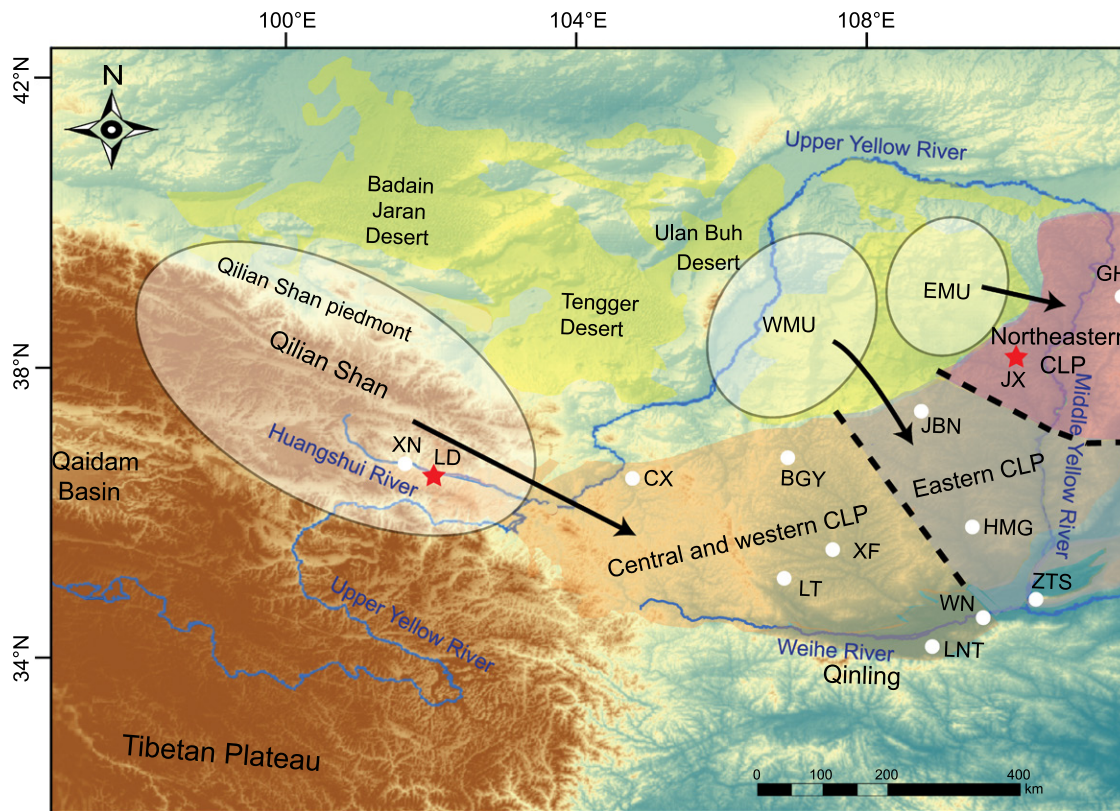 100°E
104°E
108°E
42°N
38°N
34°N
N
Badain
Jaran
Desert
Upper Yellow River
Ulan Buh
Desert
Qilian Shan piedmont
Qilian Shan
Tengger
Desert
WMU
EMU
GH
Northeastern
CLP
JX
Middle Yellow River
JBN
Huangshui River
XN
LD
Qaidam
Basin
CX
BGY
Eastern CLP
Central and western CLP
HMG
XF
LT
ZTS
WN
Upper Yellow River
Weihe River
LNT
Qinling
Tibetan Plateau
0
100
200
400
km